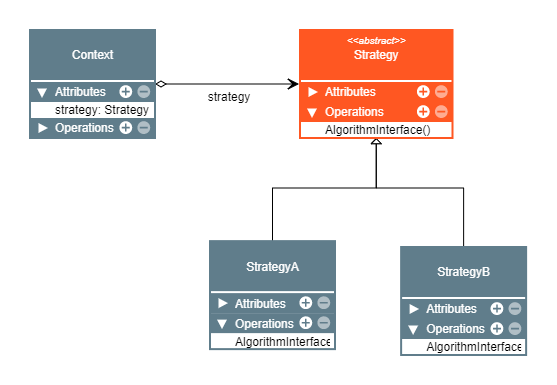 Context
Attributes
strategy: Strategy
Operations
strategy
<<abstract>>
Strategy
Attributes
Operations
AlgorithmInterface()
StrategyA
Attributes
Operations
AlgorithmInterface
StrategyB
Attributes
Operations
AlgorithmInterface